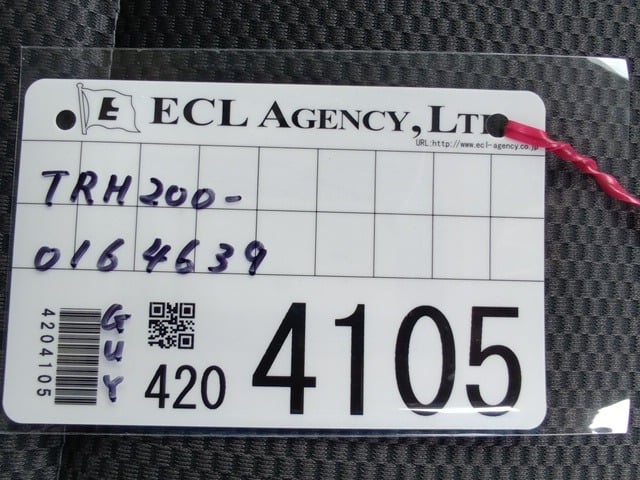 E ECL AGENCY, LTD
URL:http://www.ecl-agency.co.jp
TRH200-
0164639
4204105
GUY
420
4105